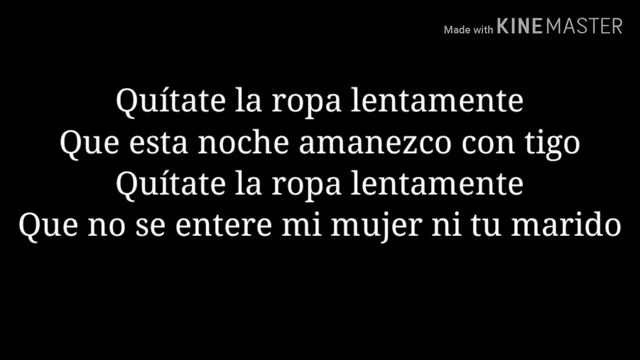 Made with KINEMASTER
Quítate la ropa lentamente
Que esta noche amanezco con tigo
Quítate la ropa lentamente
Que no se entere mi mujer ni tu marido